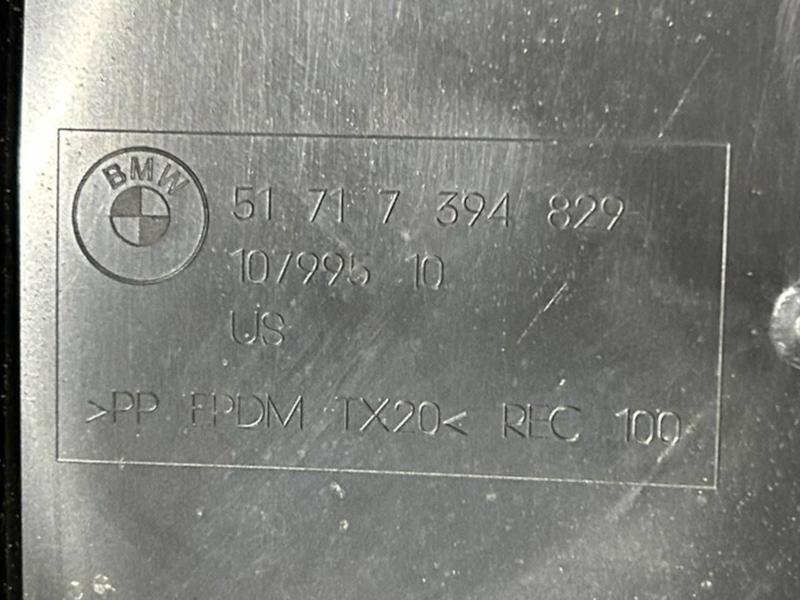 BMW
51 71 7 394 829
107995 10
US
>PP EPDM TX20< REC 100